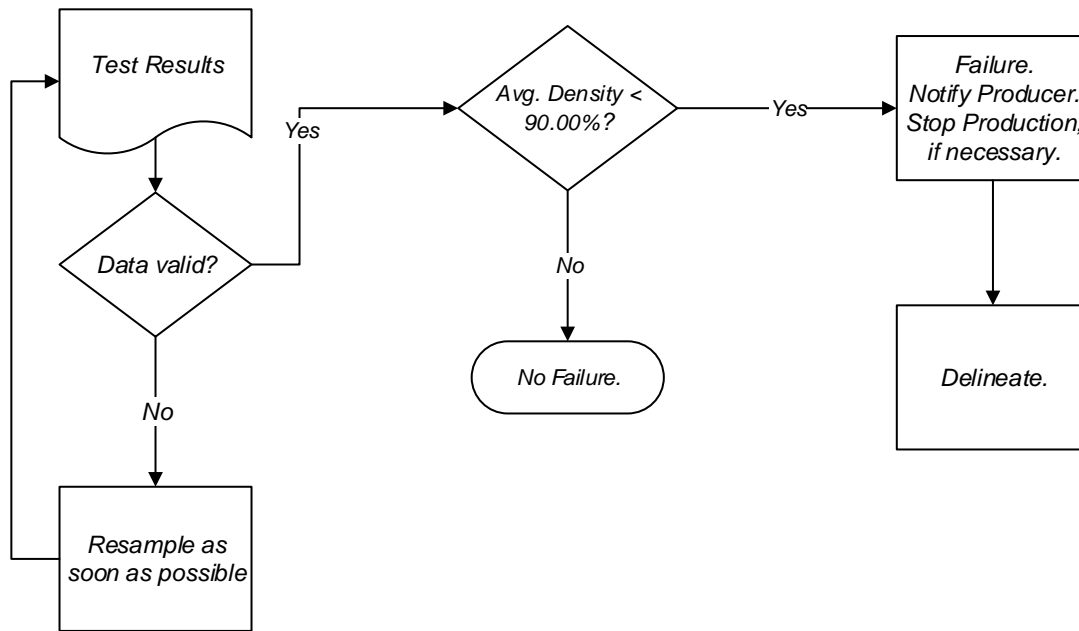 Test Results
Data valid?
No
Resample as
soon as possible
Yes
Avg. Density <
90.00%?
No
No Failure.
Yes
Failure.
Notify Producer.
Stop Production,
if necessary.
Delineate.